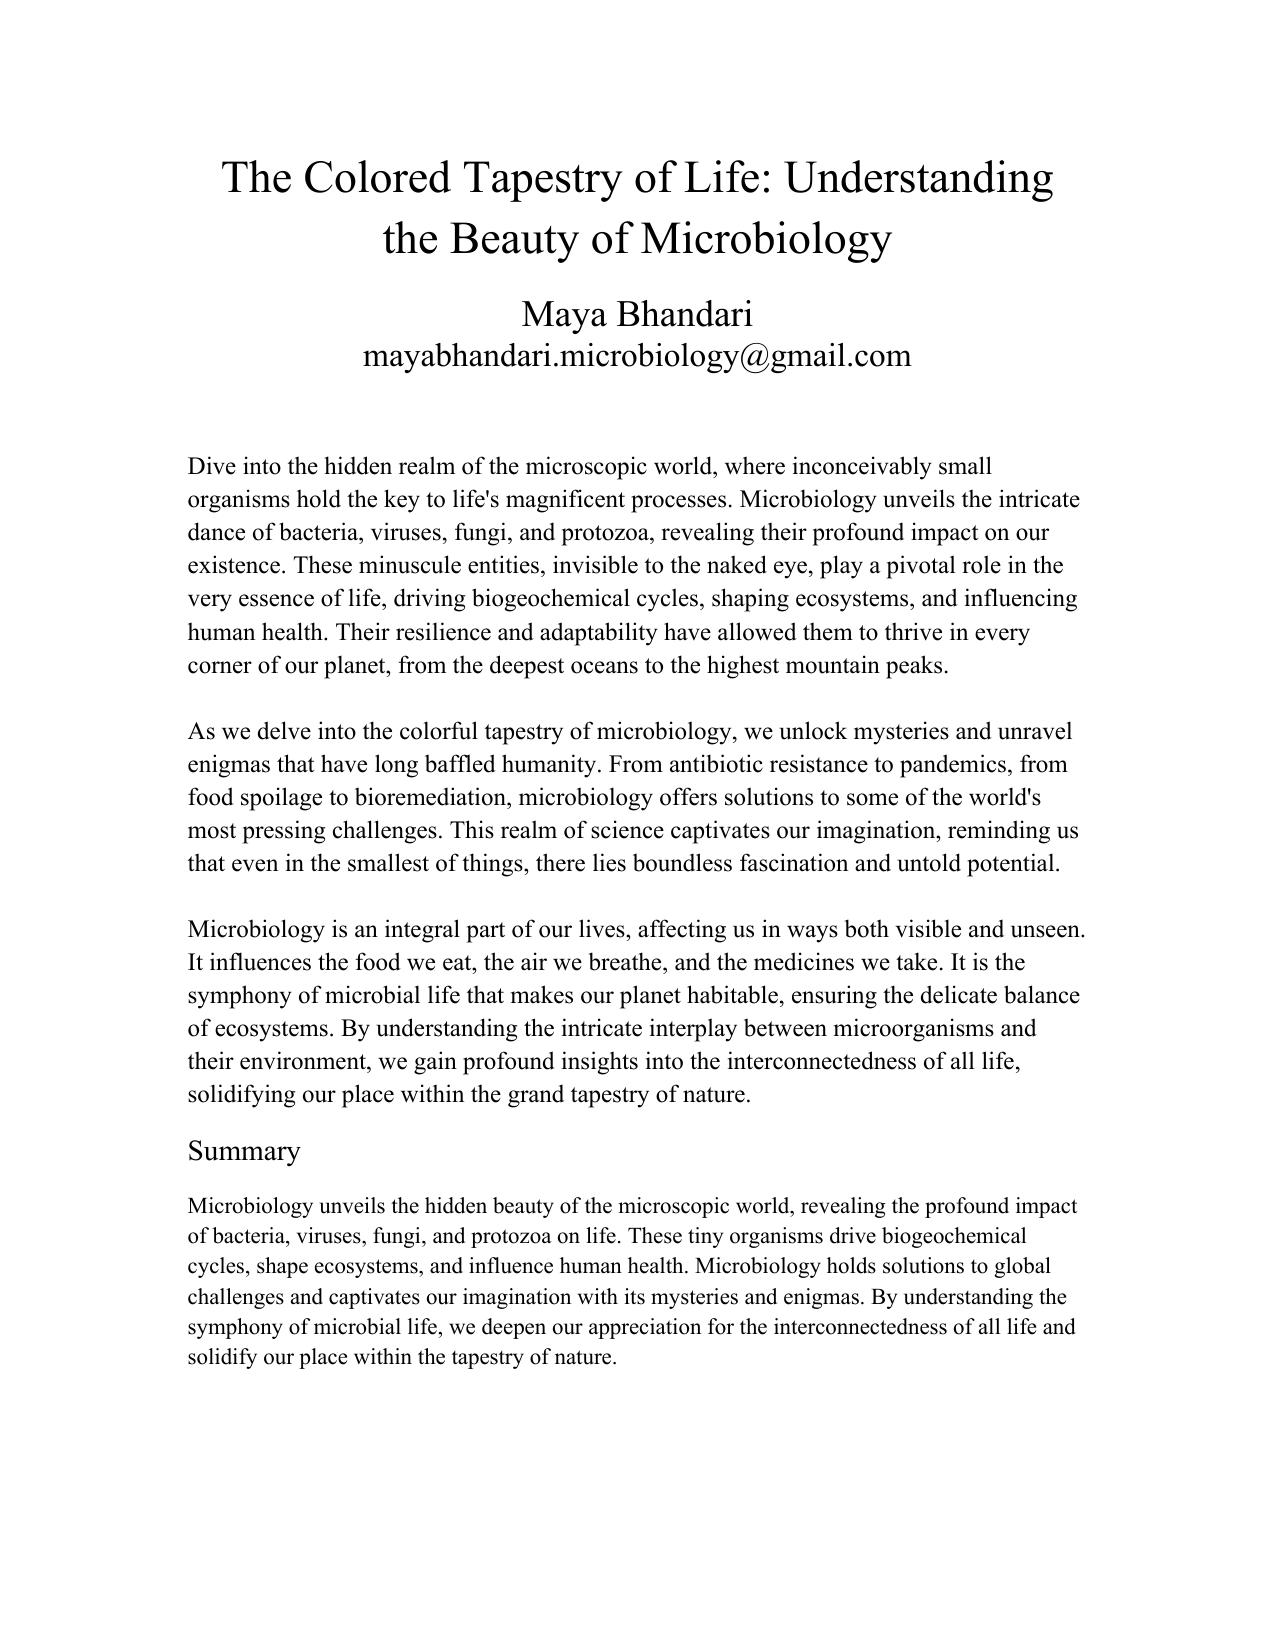 The Colored Tapestry of Life: Understanding
the Beauty of Microbiology
Maya Bhandari
mayabhandari.microbiology@gmail.com
Dive into the hidden realm of the microscopic world, where inconceivably small
organisms hold the key to life's magnificent processes. Microbiology unveils the intricate
dance of bacteria, viruses, fungi, and protozoa, revealing their profound impact on our
existence. These minuscule entities, invisible to the naked eye, play a pivotal role in the
very essence of life, driving biogeochemical cycles, shaping ecosystems, and influencing
human health. Their resilience and adaptability have allowed them to thrive in every
corner of our planet, from the deepest oceans to the highest mountain peaks.
As we delve into the colorful tapestry of microbiology, we unlock mysteries and unravel
enigmas that have long baffled humanity. From antibiotic resistance to pandemics, from
food spoilage to bioremediation, microbiology offers solutions to some of the world's
most pressing challenges. This realm of science captivates our imagination, reminding us
that even in the smallest of things, there lies boundless fascination and untold potential.
Microbiology is an integral part of our lives, affecting us in ways both visible and unseen.
It influences the food we eat, the air we breathe, and the medicines we take. It is the
symphony of microbial life that makes our planet habitable, ensuring the delicate balance
of ecosystems. By understanding the intricate interplay between microorganisms and
their environment, we gain profound insights into the interconnectedness of all life,
solidifying our place within the grand tapestry of nature.
Summary
Microbiology unveils the hidden beauty of the microscopic world, revealing the profound impact
of bacteria, viruses, fungi, and protozoa on life. These tiny organisms drive biogeochemical
cycles, shape ecosystems, and influence human health. Microbiology holds solutions to global
challenges and captivates our imagination with its mysteries and enigmas. By understanding the
symphony of microbial life, we deepen our appreciation for the interconnectedness of all life and
solidify our place within the tapestry of nature.